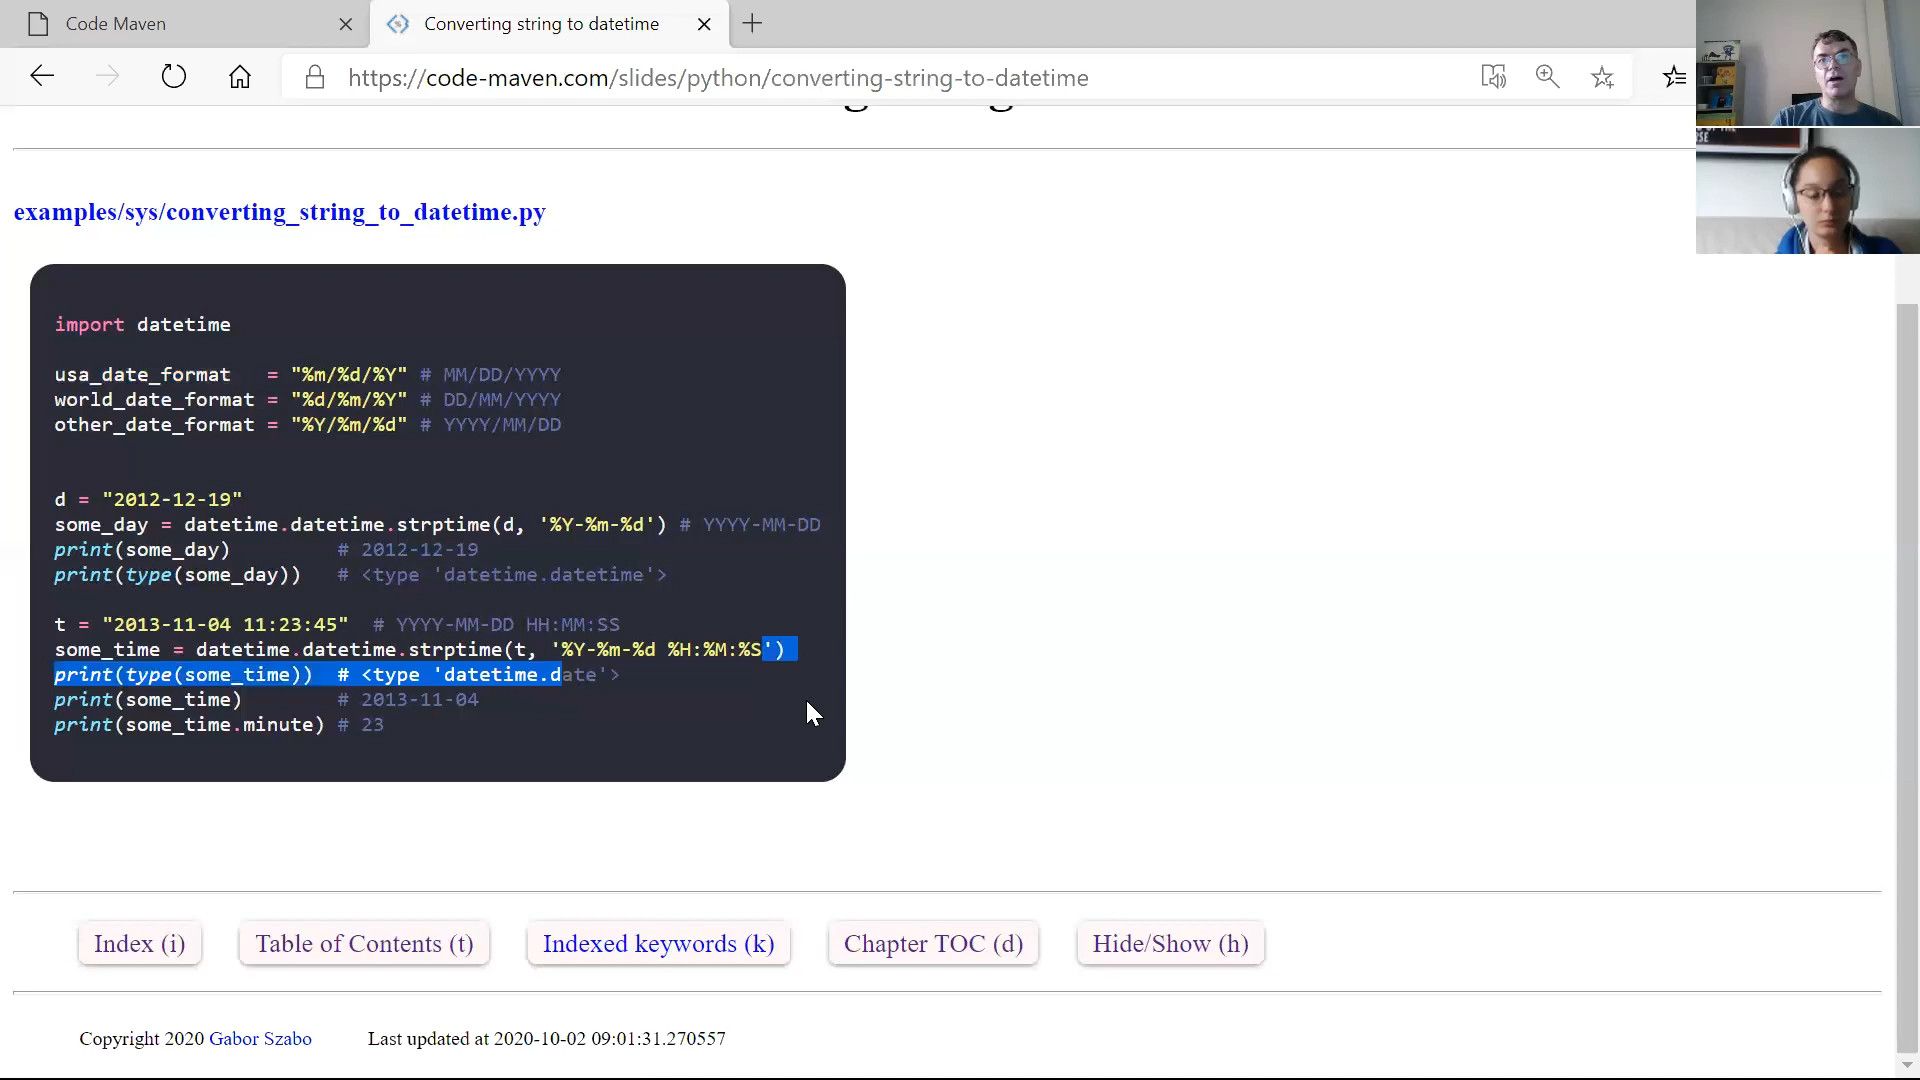 Code Maven
Converting string to datetime
https://code-maven.com/slides/python/converting-string-to-datetime
examples/sys/converting_string_to_datetime.py
import datetime
usa_date_format   = "%m/%d/%Y" # MM/DD/YYYY
world_date_format = "%d/%m/%Y" # DD/MM/YYYY
other_date_format = "%Y/%m/%d" # YYYY/MM/DD
d = "2012-12-19"
some_day = datetime.datetime.strptime(d, '%Y-%m-%d') # YYYY-MM-DD
print(some_day)         # 2012-12-19
print(type(some_day))   # <type 'datetime.datetime'>
t = "2013-11-04 11:23:45"  # YYYY-MM-DD HH:MM:SS
some_time = datetime.datetime.strptime(t, '%Y-%m-%d %H:%M:%S')
print(type(some_time))  # <type 'datetime.date'>
print(some_time)        # 2013-11-04
print(some_time.minute) # 23
Index (i)
Table of Contents (t)
Indexed keywords (k)
Chapter TOC (d)
Hide/Show (h)
Copyright 2020 Gabor Szabo
Last updated at 2020-10-02 09:01:31.270557